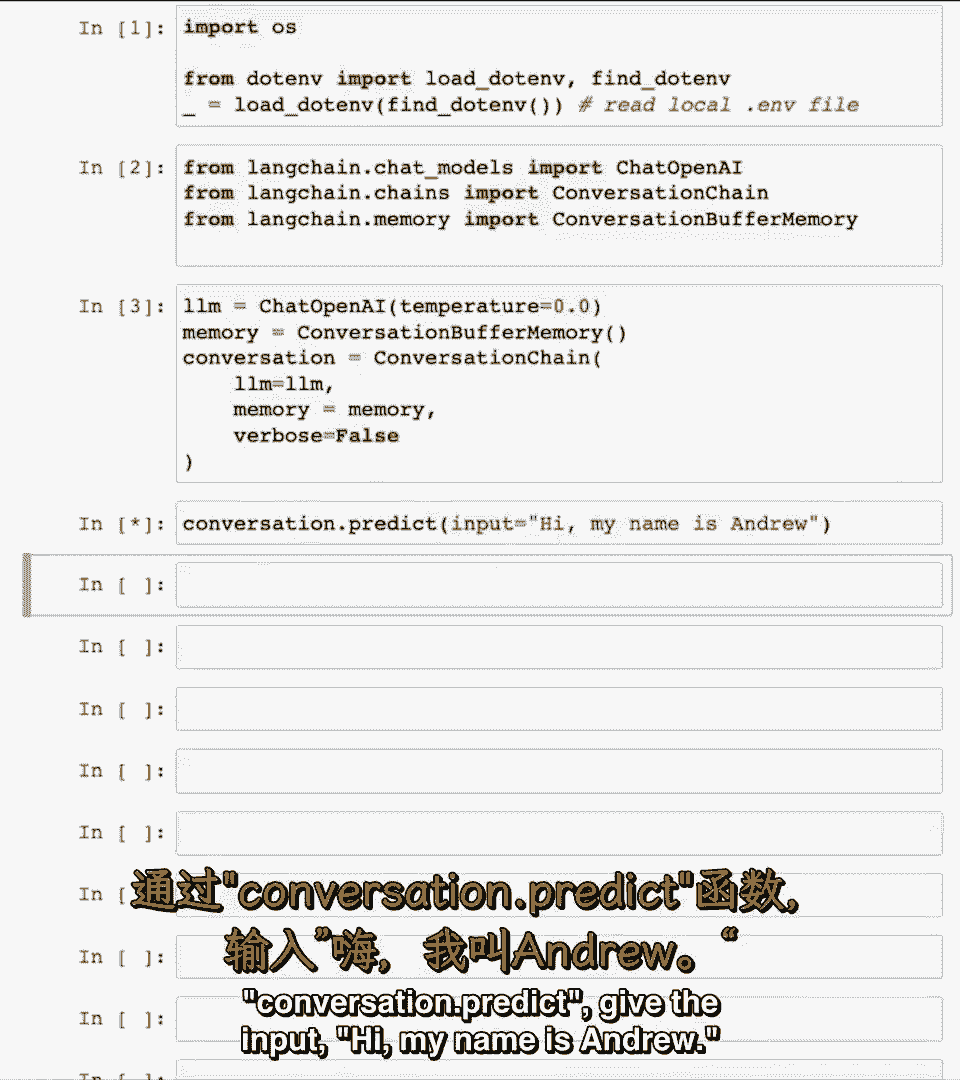 In [1]: import os
from dotenv import load_dotenv, find_dotenv
_ = load_dotenv(find_dotenv()) # read local .env file
In [2]: from langchain.chat_models import ChatOpenAI
from langchain.chains import ConversationChain
from langchain.memory import ConversationBufferMemory
In [3]: llm = ChatOpenAI(temperature=0.0)
memory = ConversationBufferMemory()
conversation = ConversationChain(
    llm=llm,
    memory = memory,
    verbose=False
)
In [*]: conversation.predict(input="Hi, my name is Andrew")
In [ ]:
In [ ]:
In [ ]:
In [ ]:
In [ ]:
In [
通过"conversation.predict"函数,
In [ ]:
输入”嗨，我叫Andrew。“
In [ ]:
"conversation.predict", give the
input, "Hi, my name is Andrew."
In [ ]: